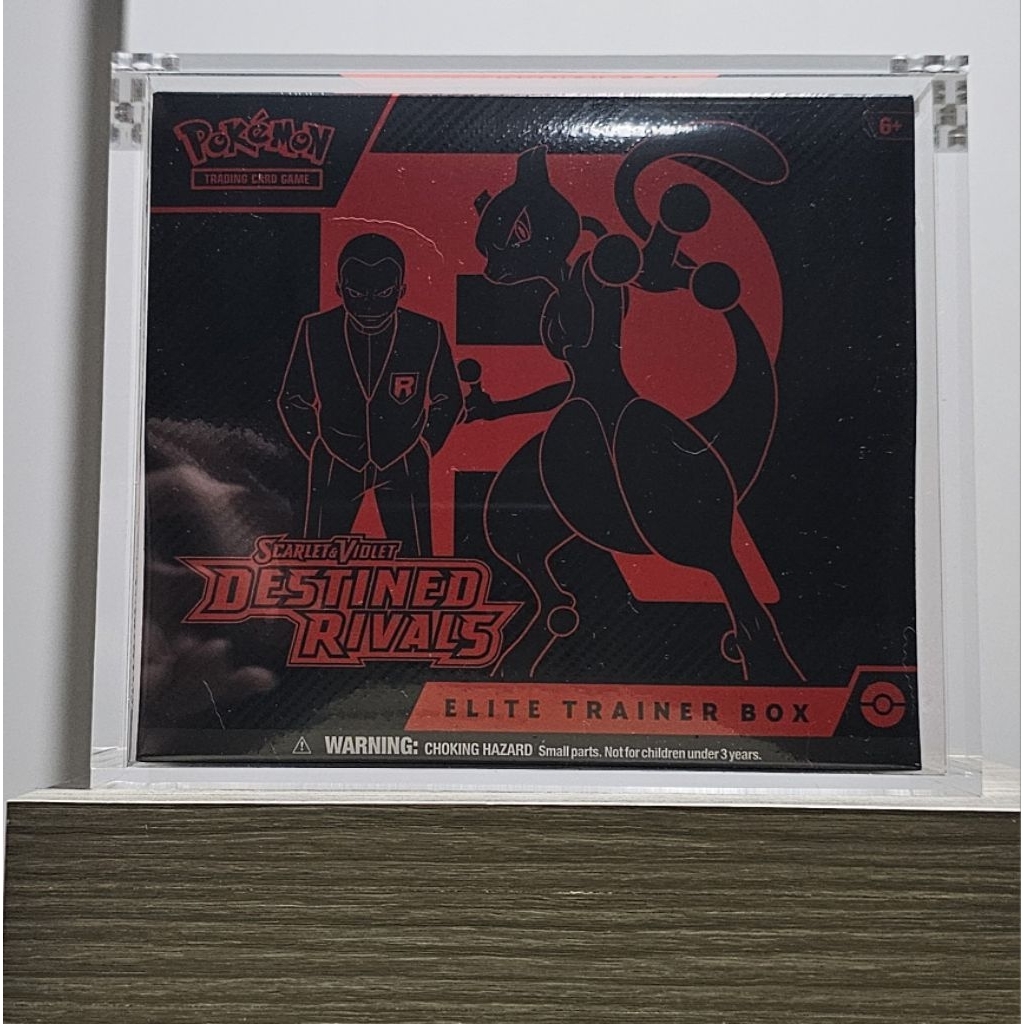 POKéMON
TRADING CARD GAME
6+
R
SCARLET & VIOLET
DESTINED
RIVALS
ELITE TRAINER BOX
WARNING: CHOKING HAZARD Small parts. Not for children under 3 years.